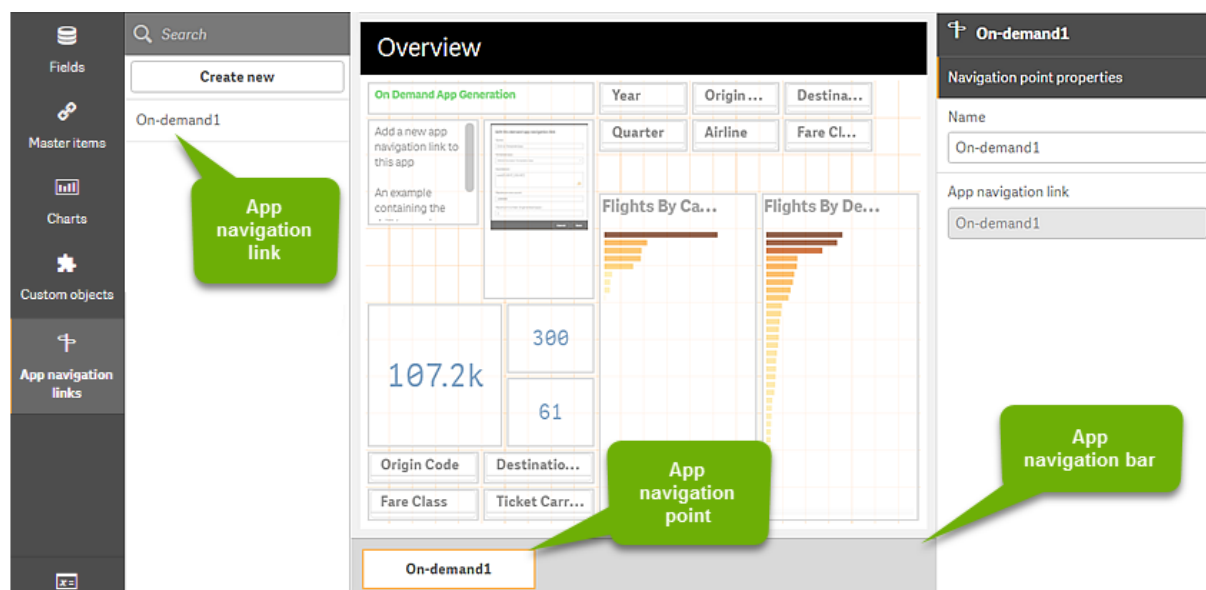 Fields
Master items
Charts
Custom objects
App navigation
links
Search
Create new
On-demand1
App
navigation
link
Overview
On Demand App Generation
Add a new app
navigation link to
this app
An example
containing the
Year
Origin ...
Destina...
Quarter
Airline
Fare Cl...
Flights By Ca...
Flights By De...
107.2k
300
61
Origin Code
Destinatio...
Fare Class
Ticket Carr...
App
navigation
point
On-demand1
App
navigation bar
On-demand1
Navigation point properties
Name
On-demand1
App navigation link
On-demand1